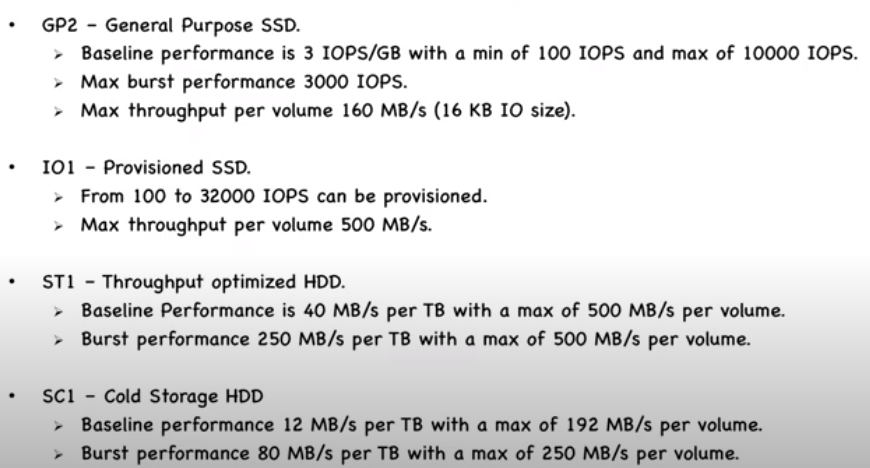 • GP2 – General Purpose SSD.
➢ Baseline performance is 3 IOPS/GB with a min of 100 IOPS and max of 10000 IOPS.
➢ Max burst performance 3000 IOPS.
➢ Max throughput per volume 160 MB/s (16 KB IO size).
• IO1 – Provisioned SSD.
➢ From 100 to 32000 IOPS can be provisioned.
➢ Max throughput per volume 500 MB/s.
• ST1 – Throughput optimized HDD.
➢ Baseline Performance is 40 MB/s per TB with a max of 500 MB/s per volume.
➢ Burst performance 250 MB/s per TB with a max of 500 MB/s per volume.
• SC1 – Cold Storage HDD
➢ Baseline performance 12 MB/s per TB with a max of 192 MB/s per volume.
➢ Burst performance 80 MB/s per TB with a max of 250 MB/s per volume.